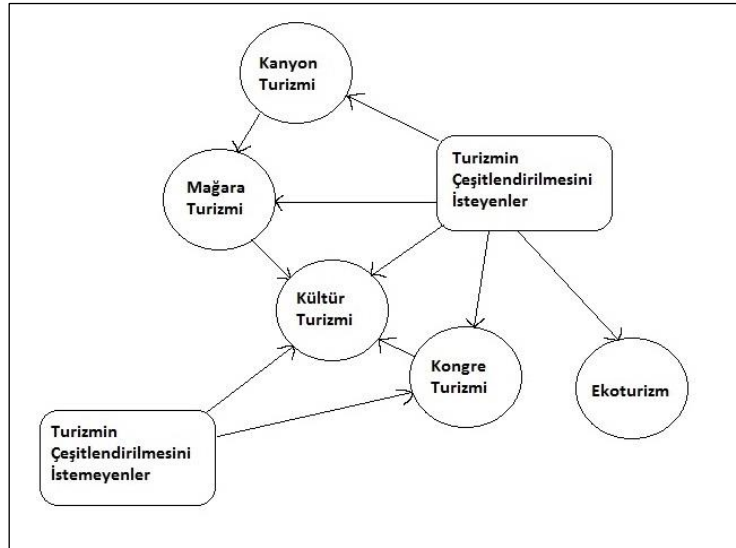 Kanyon
Turizmi
Turizmin
Çeşitlendirilmesini
İsteyenler
Mağara
Turizmi
Kültür
Turizmi
Kongre
Turizmi
Ekoturizm
Turizmin
Çeşitlendirilmesini
İstemeyenler